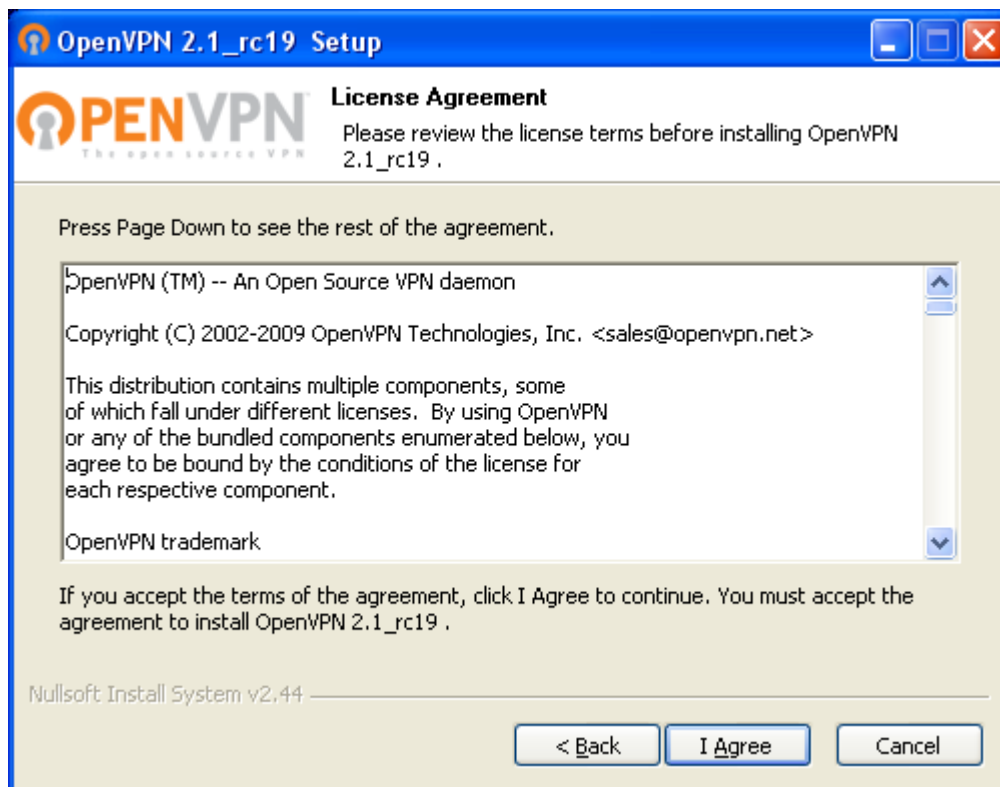 OpenVPN 2.1_rc19 Setup
OPENVPN
The open source VPN
License Agreement
Please review the license terms before installing OpenVPN
2.1_rc19 .
Press Page Down to see the rest of the agreement.
OpenVPN (TM) -- An Open Source VPN daemon
Copyright (C) 2002-2009 OpenVPN Technologies, Inc. <sales@openvpn.net>
This distribution contains multiple components, some
of which fall under different licenses.  By using OpenVPN
or any of the bundled components enumerated below, you
agree to be bound by the conditions of the license for
each respective component.
OpenVPN trademark
If you accept the terms of the agreement, click I Agree to continue. You must accept the
agreement to install OpenVPN 2.1_rc19 .
Nullsoft Install System v2.44
< Back
I Agree
Cancel